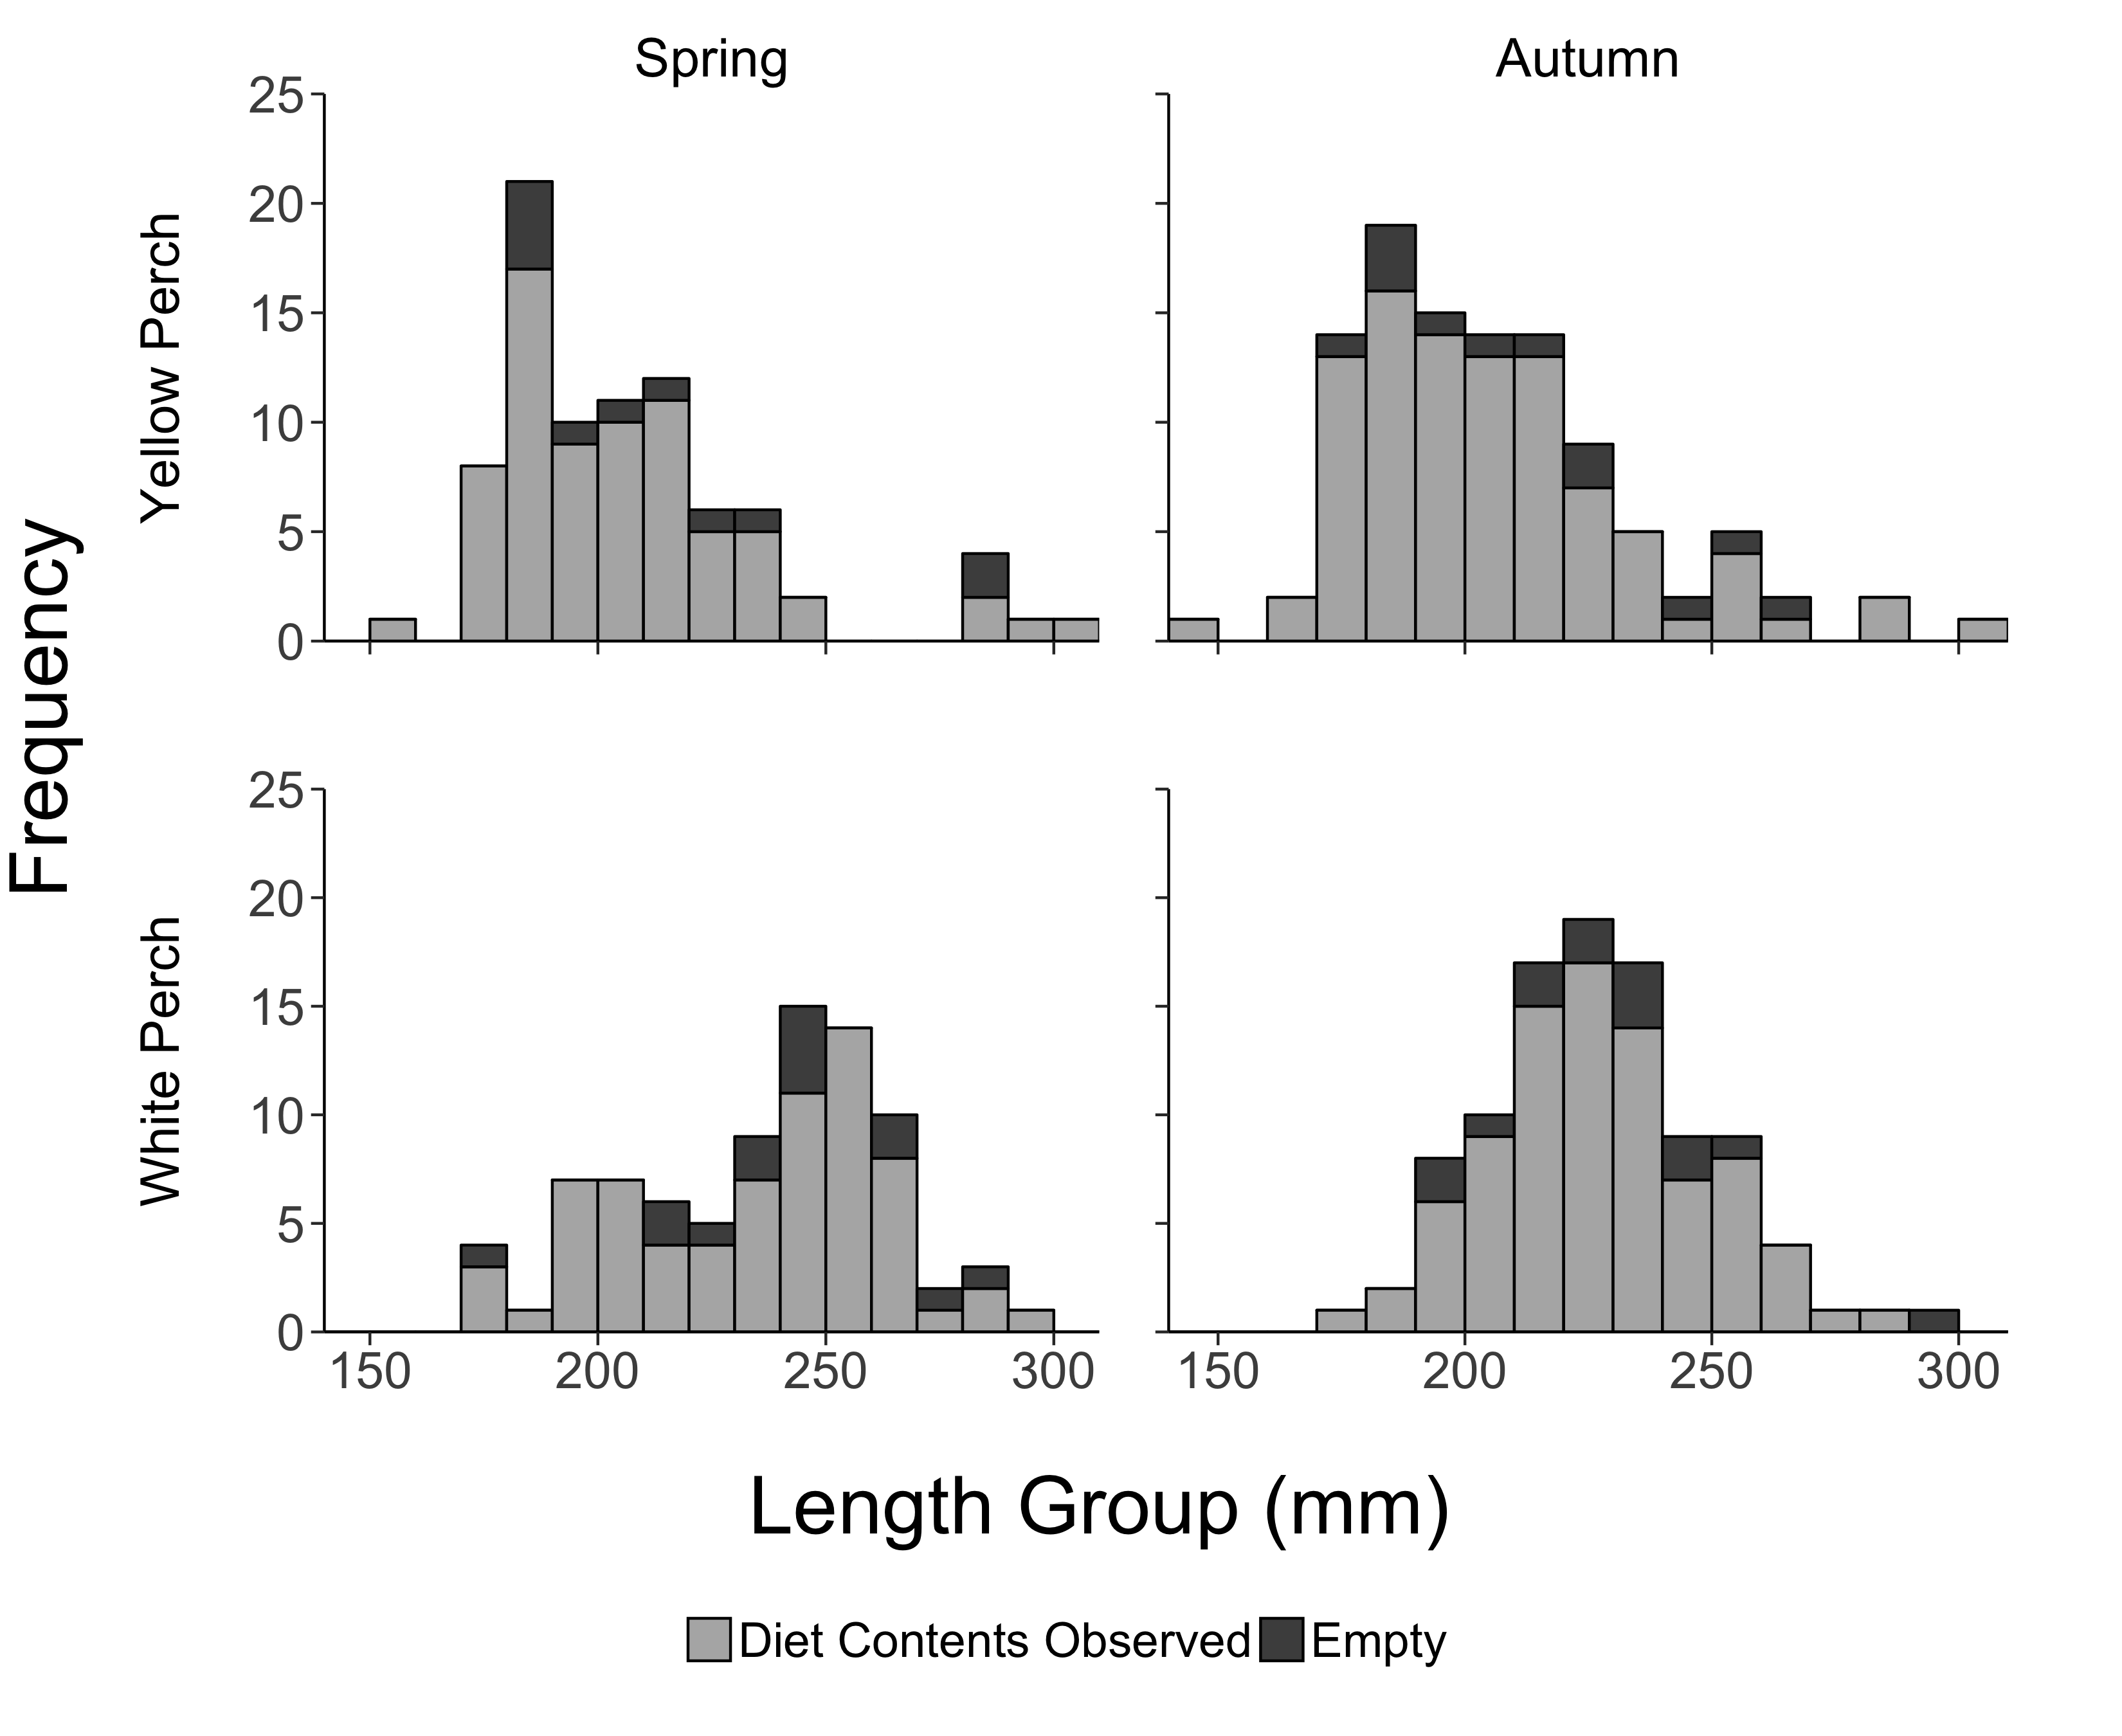 Spring
Autumn
Frequency
Yellow Perch
25
20
15
10
5
0
White Perch
25
20
15
10
5
0
150 200 250 300
150 200 250 300
Length Group (mm)
Diet Contents Observed Empty